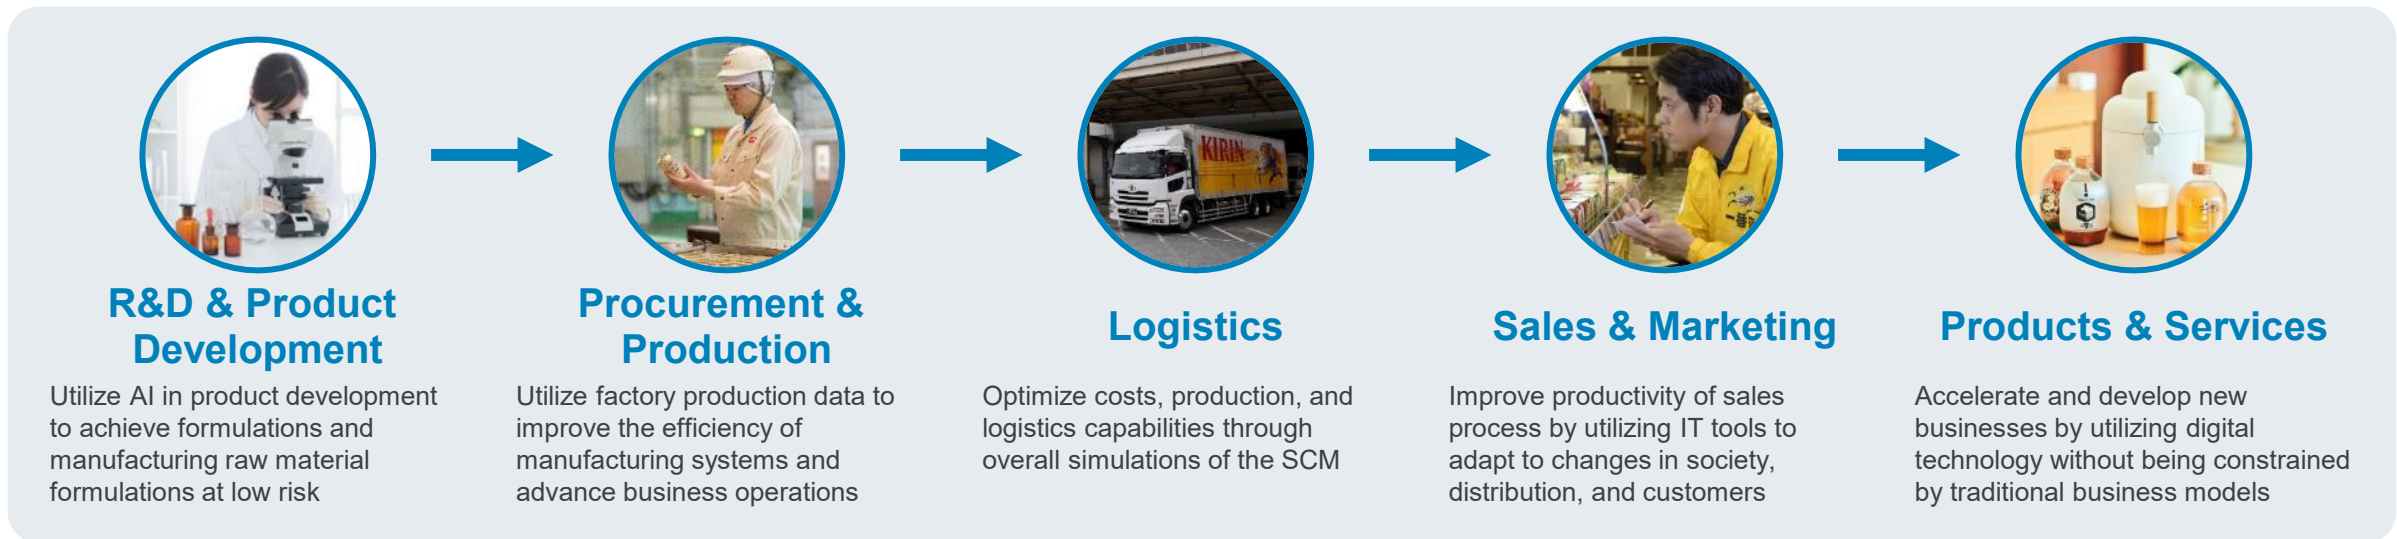 KIRIN
一番
R&D & Product
Development
Utilize AI in product development
to achieve formulations and
manufacturing raw material
formulations at low risk
Procurement &
Production
Utilize factory production data to
improve the efficiency of
manufacturing systems and
advance business operations
Logistics
Optimize costs, production, and
logistics capabilities through
overall simulations of the SCM
Sales & Marketing
Improve productivity of sales
process by utilizing IT tools to
adapt to changes in society,
distribution, and customers
Products & Services
Accelerate and develop new
businesses by utilizing digital
technology without being constrained
by traditional business models